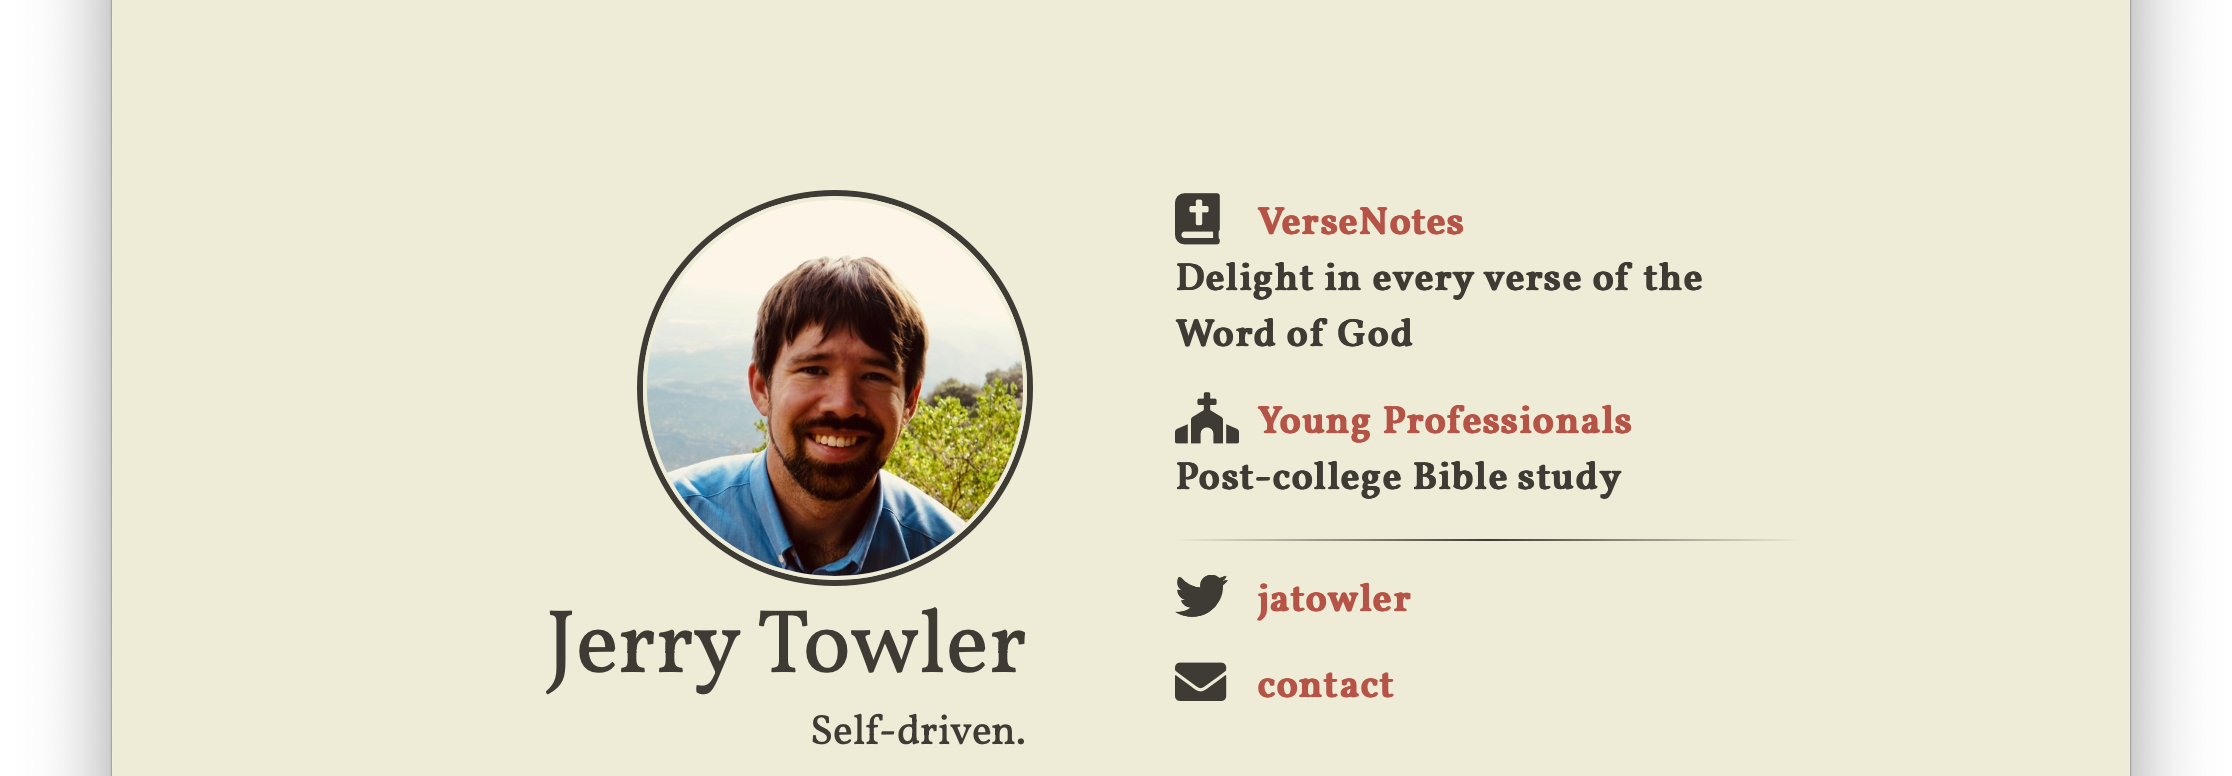 Jerry Towler
Self-driven.
VerseNotes
Delight in every verse of the
Word of God
Young Professionals
Post-college Bible study
jatowler
contact